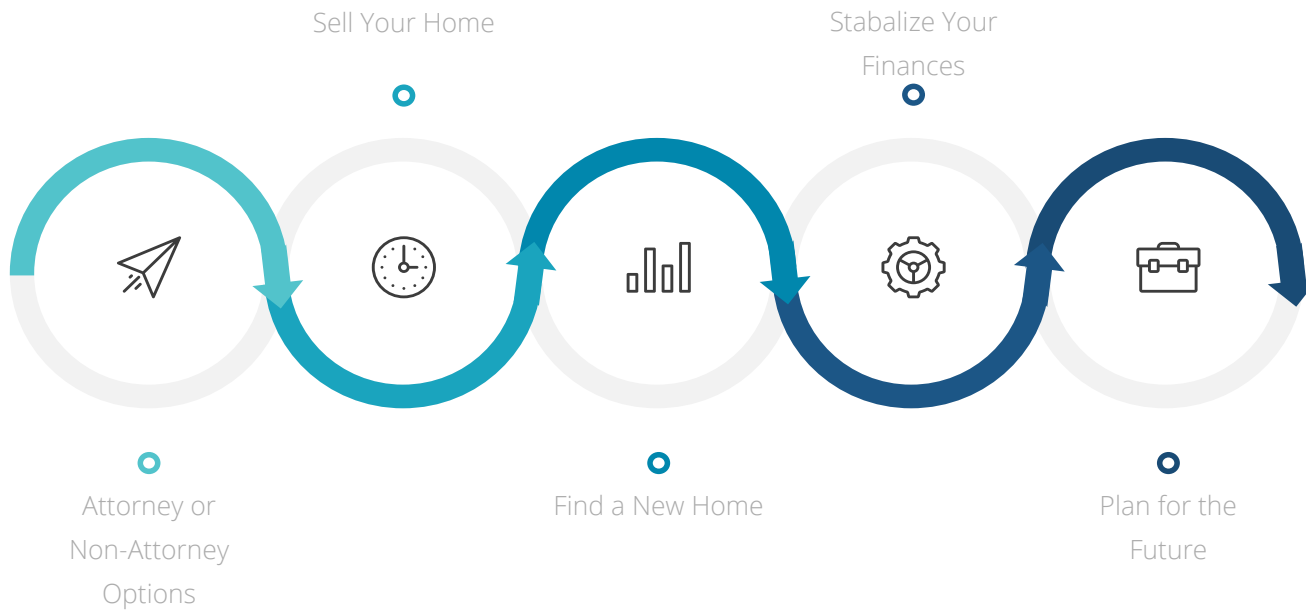 Sell Your Home
Stabalize Your
Finances
Attorney or
Non-Attorney
Options
Find a New Home
Plan for the
Future